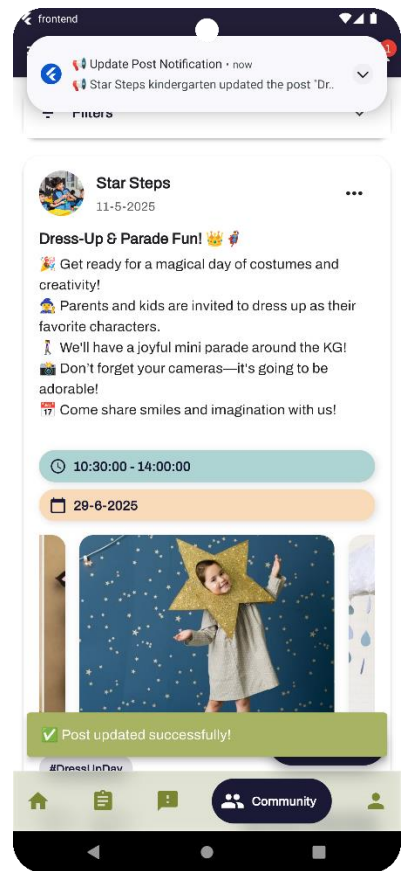 frontend
📢 Update Post Notification • now
📢 Star Steps kindergarten updated the post "Dr..
1
Filters
Star Steps
11-5-2025
Dress-Up & Parade Fun! 👑 🦸
🎉 Get ready for a magical day of costumes and
creativity!
🧙 Parents and kids are invited to dress up as their
favorite characters.
🚶 We'll have a joyful mini parade around the KG!
📸 Don't forget your cameras—it's going to be
adorable!
📅 Come share smiles and imagination with us!
10:30:00 - 14:00:00
29-6-2025
✅ Post updated successfully!
#DressUpDay
Community